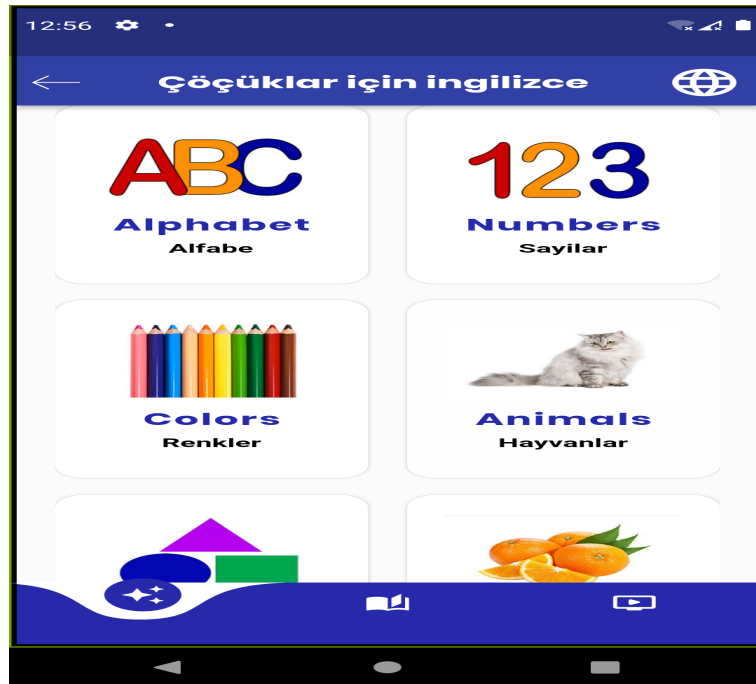 12:56
Çöçüklar için ingilizce
ABC
123
Alphabet
Numbers
Alfabe
Sayilar
Colors
Animals
Renkler
Hayvanlar